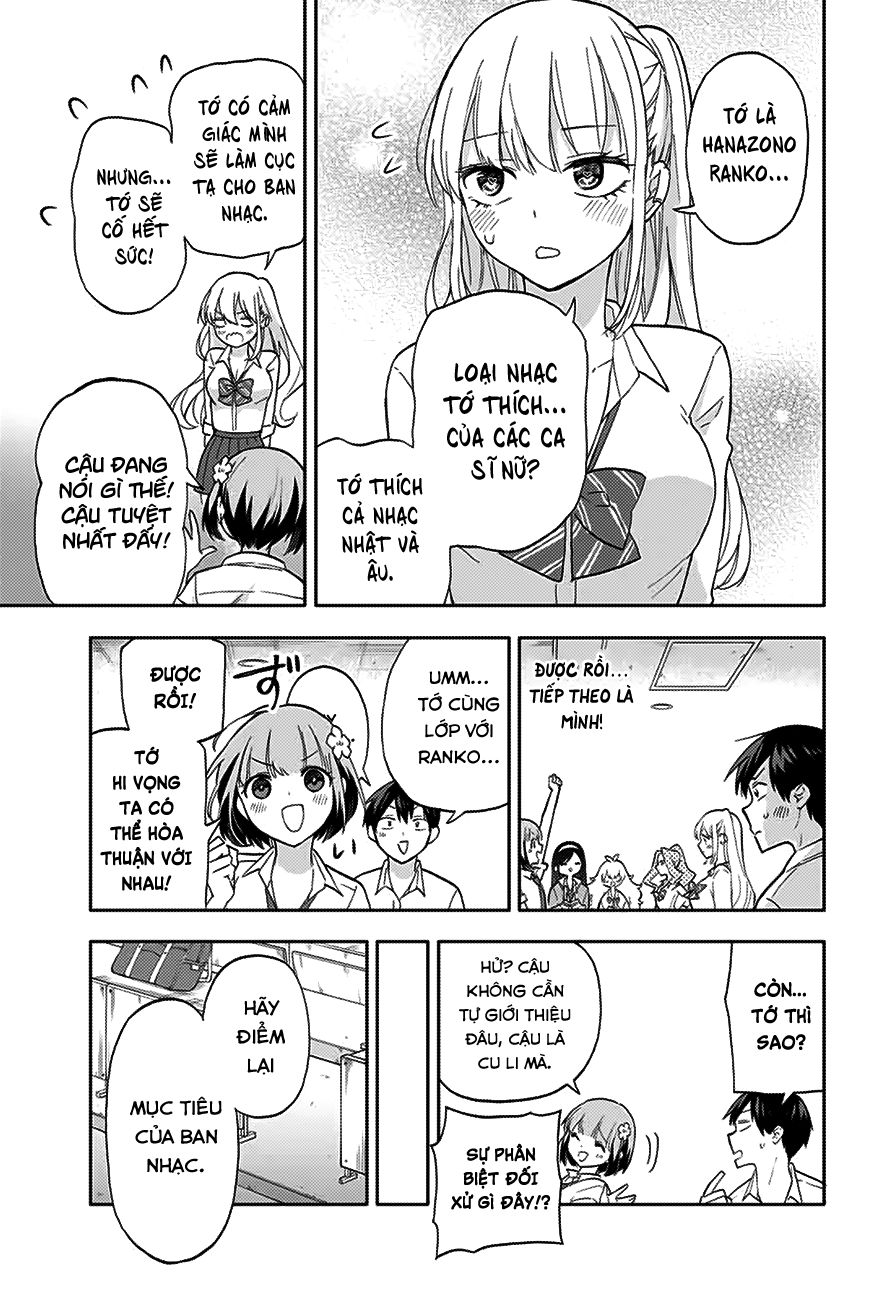 TỚ LÀ
HANAZONO
RANKO...
LOẠI NHẠC
TỚ THÍCH...
CỦA CÁC CA
SĨ NỮ?
TỚ THÍCH
CẢ NHẠC
NHẬT VÀ
ÂU.
TỚ CÓ CẢM
GIÁC MÌNH
SẼ LÀM CỤC
TẠ CHO BAN
NHẠC.
NHƯNG...
TỚ SẼ
CỐ HẾT
SỨC!
CẬU ĐANG
NÓI GÌ THẾ!
CẬU TUYỆT
NHẤT ĐẤY!
ĐƯỢC RỒI...
TIẾP THEO LÀ
MÌNH!
UMM...
TỚ CÙNG
LỚP VỚI
RANKO...
ずい
ĐƯỢC
RỒI!
TỚ
HI VỌNG
TA CÓ
THỂ HÒA
THUẬN VỚI
NHAU!
CÒN...
TỚ THÌ
SAO?
HỬ? CẬU
KHÔNG CẦN
TỰ GIỚI THIỆU
ĐÂU, CẬU LÀ
CU LI MÀ.
SỰ PHÂN
BIỆT ĐỐI
XỬ GÌ ĐÂY!?
HÃY
ĐIỂM
LẠI
MỤC TIÊU
CỦA BAN
NHẠC.